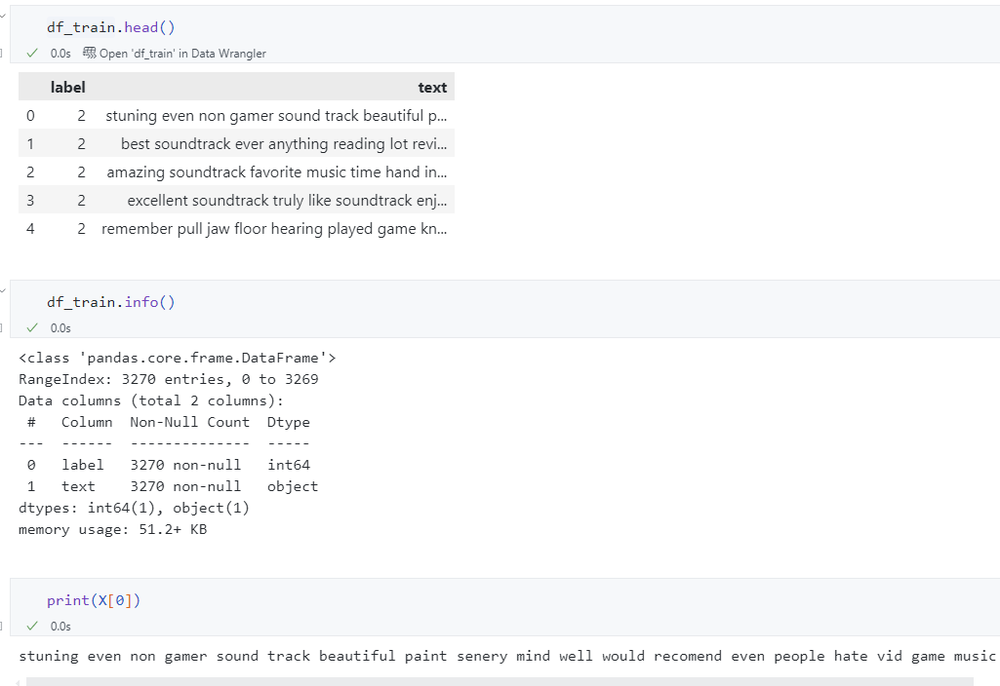 df_train.head()
0.0s Open 'df_train' in Data Wrangler
label text
0 2 stuning even non gamer sound track beautiful p...
1 2 best soundtrack ever anything reading lot revi...
2 2 amazing soundtrack favorite music time hand in...
3 2 excellent soundtrack truly like soundtrack enj...
4 2 remember pull jaw floor hearing played game kn...
df_train.info()
0.0s
<class 'pandas.core.frame.DataFrame'>
RangeIndex: 3270 entries, 0 to 3269
Data columns (total 2 columns):
 #   Column  Non-Null Count  Dtype
---  ------  --------------  -----
 0   label   3270 non-null   int64
 1   text    3270 non-null   object
dtypes: int64(1), object(1)
memory usage: 51.2+ KB
print(X[0])
0.0s
stuning even non gamer sound track beautiful paint senery mind well would recomend even people hate vid game music